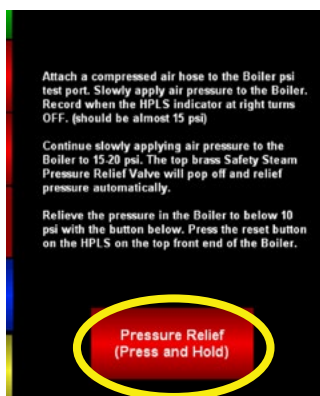 Attach a compressed air hose to the Boiler psi
test port. Slowly apply air pressure to the Boiler.
Record when the HPLS indicator at right turns
OFF. (should be almost 15 psi)
Continue slowly applying air pressure to the
Boiler to 15-20 psi. The top brass Safety Steam
Pressure Relief Valve will pop off and relief
pressure automatically.
Relieve the pressure in the Boiler to below 10
psi with the button below. Press the reset button
on the HPLS on the top front end of the Boiler.
Pressure Relief
(Press and Hold)